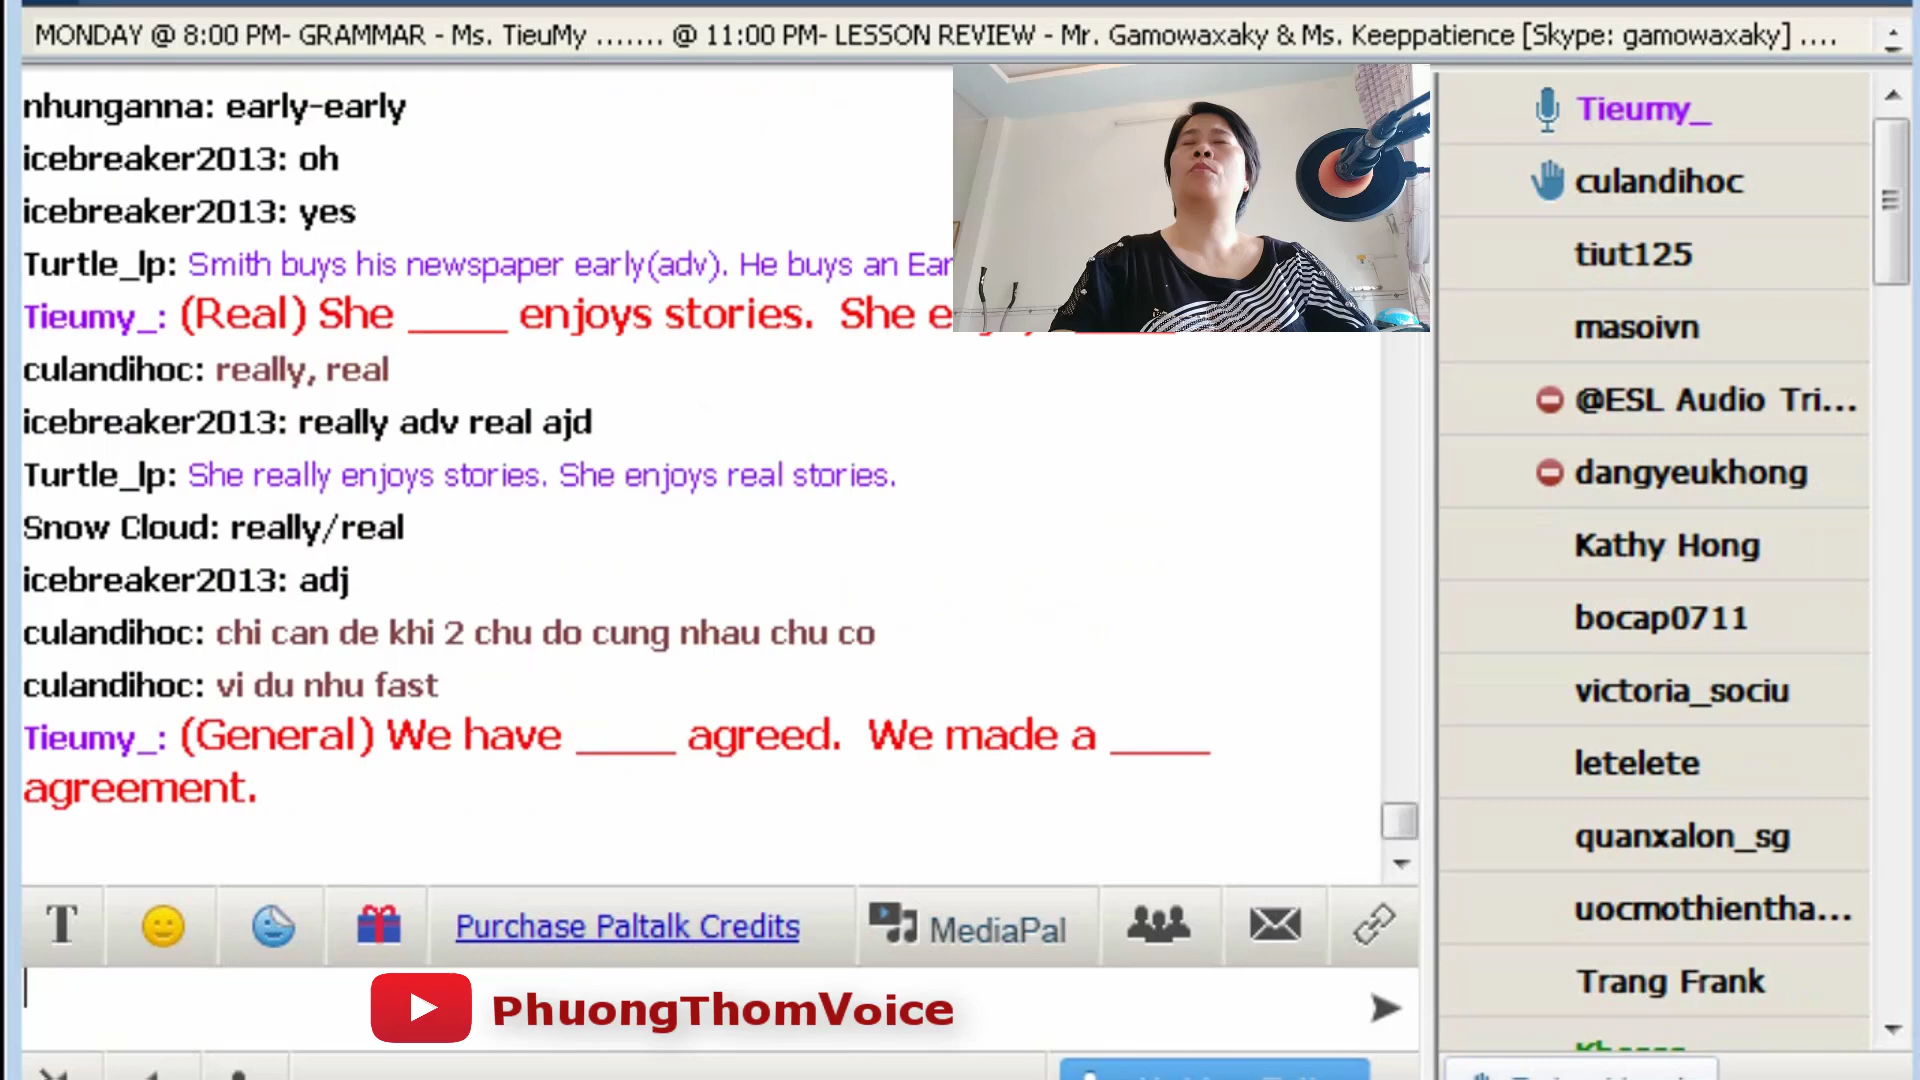 MONDAY @ 8:00 PM- GRAMMAR - Ms. TieuMy ....... @ 11:00 PM- LESSON REVIEW - Mr. Gamowaxaky & Ms. Keeppatience [Skype: gamowaxaky] ....
nhunganna: early-early
icebreaker2013: oh
icebreaker2013: yes
Turtle_lp: Smith buys his newspaper early(adv). He buys an Ear
Tieumy_: (Real) She ____ enjoys stories.  She
culandihoc: really, real
icebreaker2013: really adv real ajd
Turtle_lp: She really enjoys stories. She enjoys real stories.
Snow Cloud: really/real
icebreaker2013: adj
culandihoc: chi can de khi 2 chu do cung nhau chu co
culandihoc: vi du nhu fast
Tieumy_: (General) We have ____ agreed.  We made a ____
agreement.
T
Purchase Paltalk Credits
MediaPal
PhuongThomVoice
Tieumy_
culandihoc
tiut125
masoivn
@ESL Audio Tri...
dangyeukhong
Kathy Hong
bocap0711
victoria_sociu
letelete
quanxalon_sg
uocmothientha...
Trang Frank